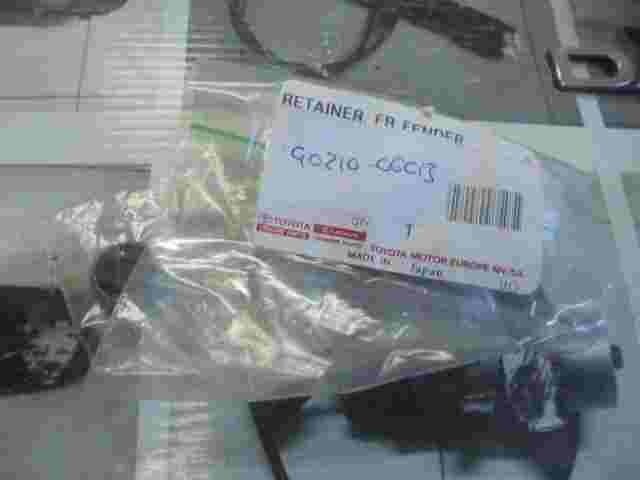 RETAINER, FR FENDER
90210-06013
QTY
1
TOYOTA
TOYOTA MOTOR EUROPE NV/SA
MADE IN Japan